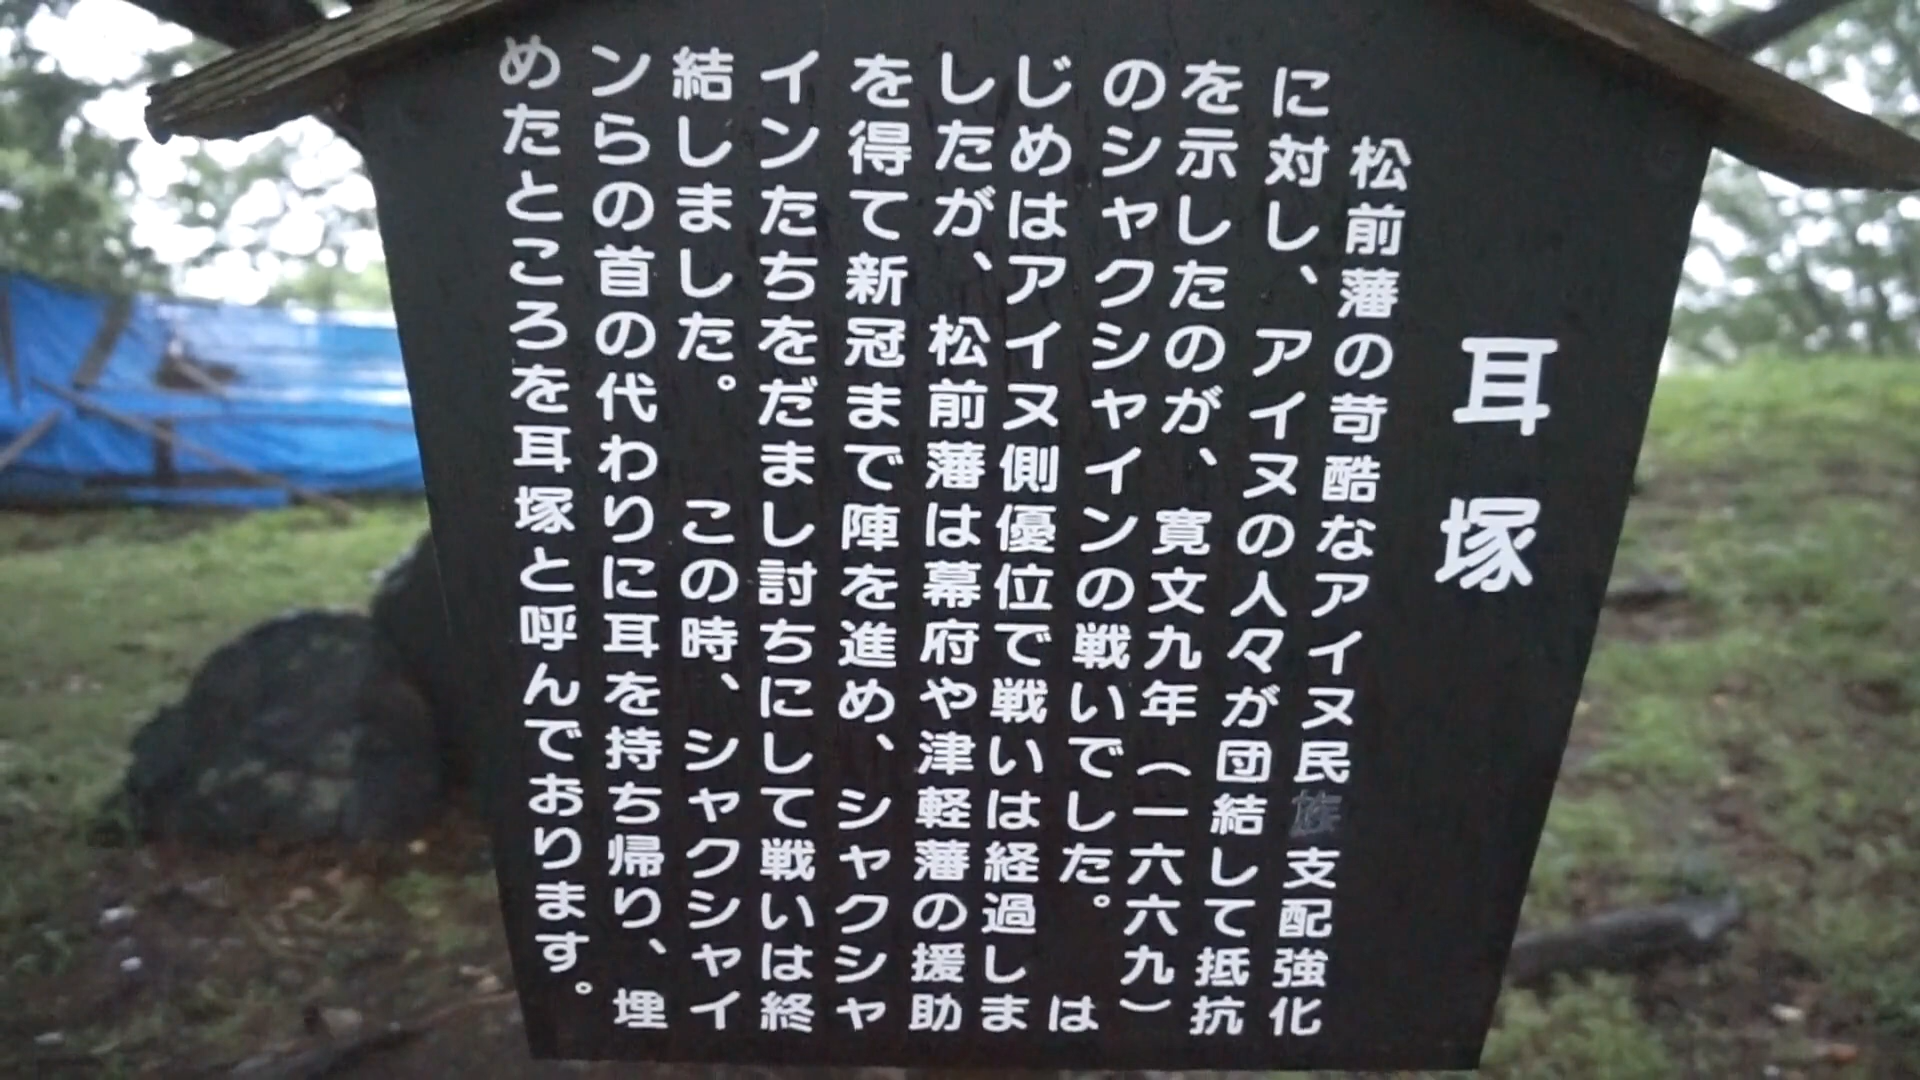 耳塚
松前藩の苛酷なアイヌ民族支配強化
に対し、アイヌの人々が団結して抵抗
を示したのが、寛文九年（一六六九）
のシャクシャインの戦いでした。　は
じめはアイヌ側優位で戦いは経過しま
したが、松前藩は幕府や津軽藩の援助
を得て新冠まで陣を進め、シャクシャ
インたちをだまし討ちにして戦いは終
結しました。　この時、シャクシャイ
ンらの首の代わりに耳を持ち帰り、埋
めたところを耳塚と呼んでおります。